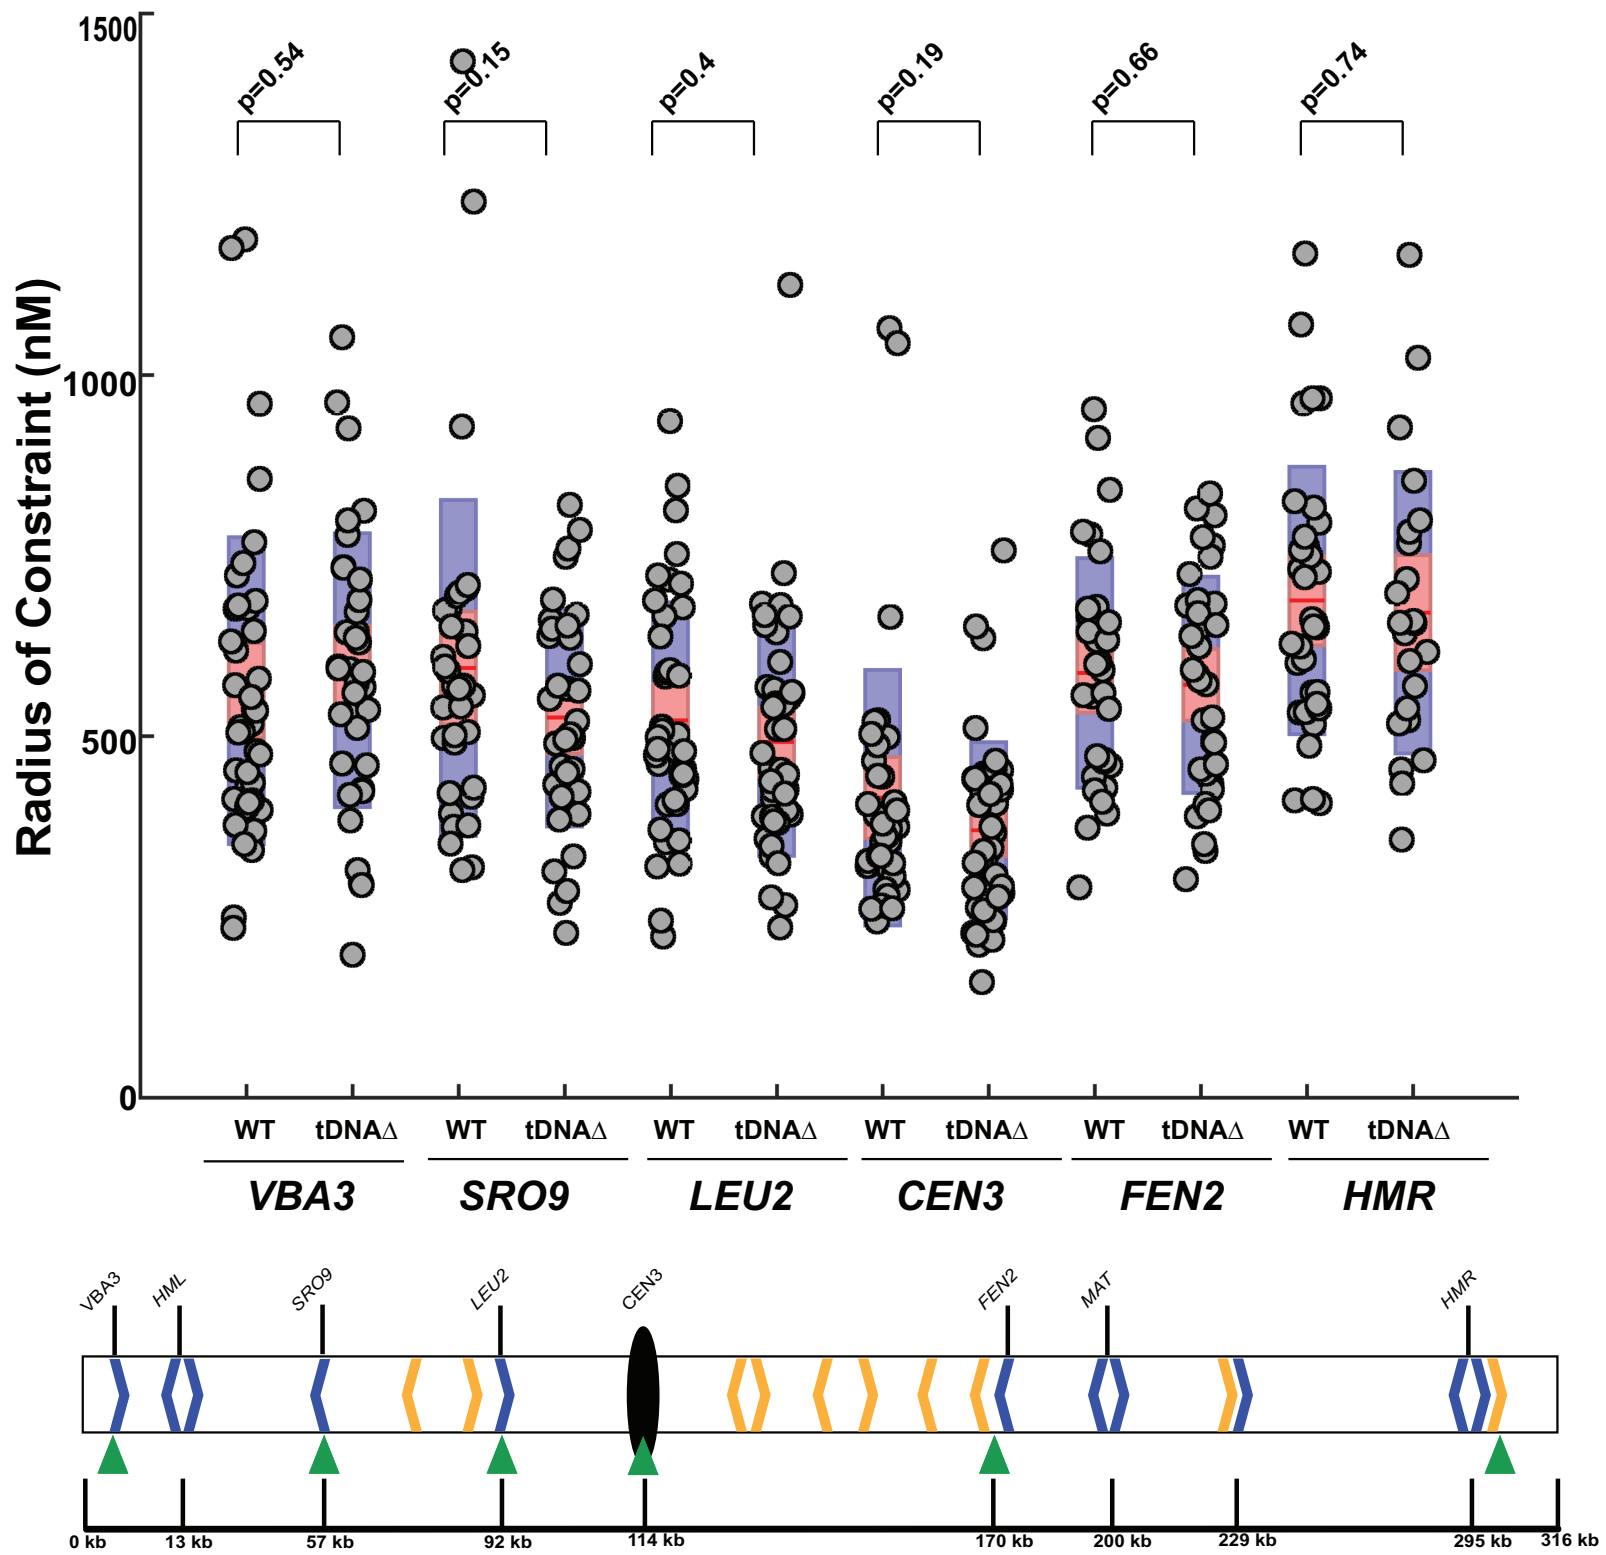 1500
1000
500
0
Radius of Constraint (nM)
p=0.54
p=0.15
p=0.4
p=0.19
p=0.66
p=0.74
WT tDNAΔ WT tDNAΔ WT tDNAΔ WT tDNAΔ WT tDNAΔ WT tDNAΔ
VBA3 SRO9 LEU2 CEN3 FEN2 HMR
VBA3 HML SRO9 LEU2 CEN3 FEN2 MAT HMR
0 kb 13 kb 57 kb 92 kb 114 kb 170 kb 200 kb 229 kb 295 kb 316 kb